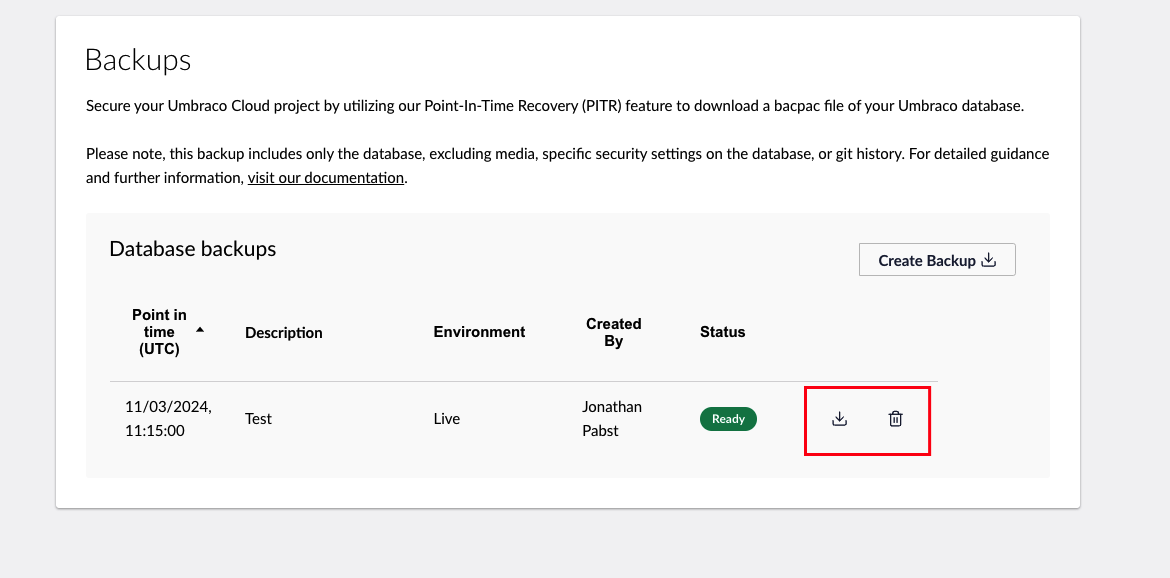 Backups
Secure your Umbraco Cloud project by utilizing our Point-In-Time Recovery (PITR) feature to download a bacpac file of your Umbraco database.
Please note, this backup includes only the database, excluding media, specific security settings on the database, or git history. For detailed guidance
and further information, visit our documentation.
Database backups
Create Backup
Point in
time
(UTC)
Description
Environment
Created
By
Status
11/03/2024,
11:15:00
Test
Live
Jonathan
Pabst
Ready